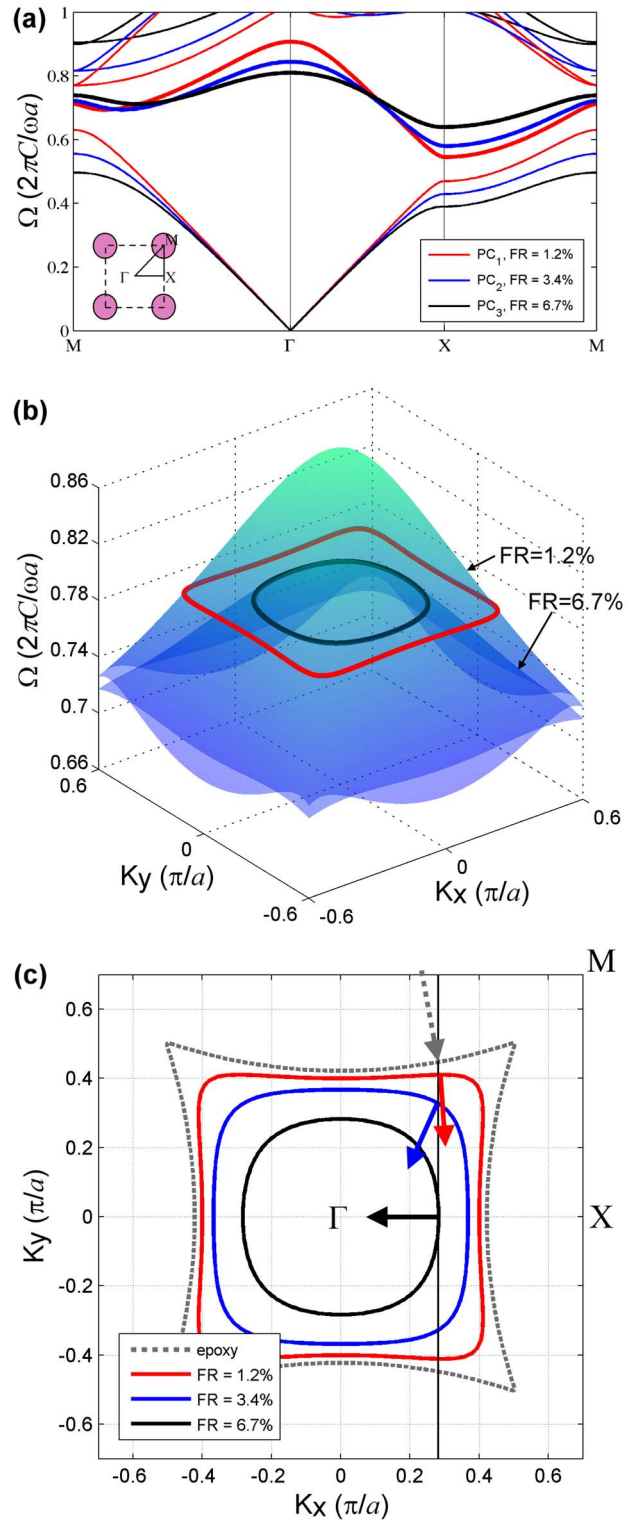 (a)
Ω (2πC/ωa)
1
0.8
0.6
0.4
0.2
0
M
Γ
X
PC1, FR = 1.2%
PC2, FR = 3.4%
PC3, FR = 6.7%
M Γ X M
(b)
Ω (2πC/ωa)
0.86
0.82
0.78
0.74
0.7
0.66
FR=1.2%
FR=6.7%
0.6
0
-0.6
Ky (π/a)
-0.6
0
0.6
Kx (π/a)
(c)
M
Ky (π/a)
0.6
0.4
0.2
0
-0.2
-0.4
-0.6
Γ
X
epoxy
FR = 1.2%
FR = 3.4%
FR = 6.7%
-0.6 -0.4 -0.2 0 0.2 0.4 0.6
Kx (π/a)